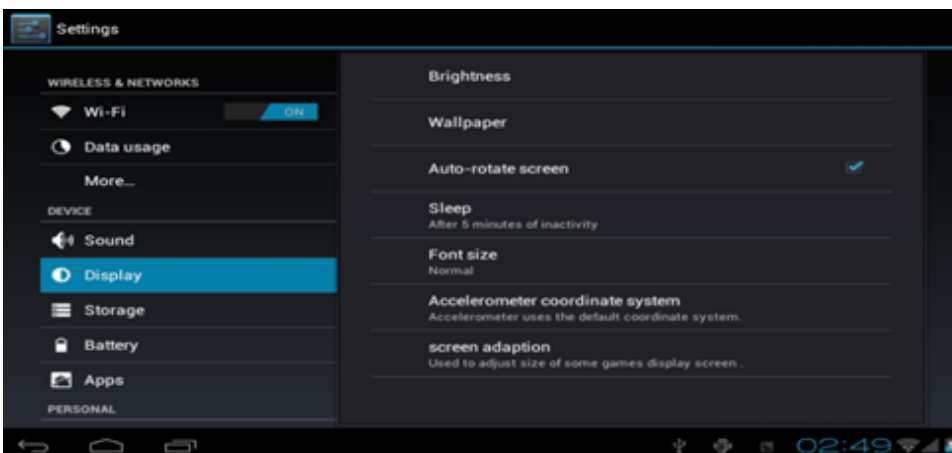 Settings
WIRELESS & NETWORKS
Wi-Fi
ON
Data usage
More...
DEVICE
Sound
Display
Storage
Battery
Apps
PERSONAL
Brightness
Wallpaper
Auto-rotate screen
Sleep
After 5 minutes of inactivity
Font size
Normal
Accelerometer coordinate system
Accelerometer uses the default coordinate system.
screen adaption
Used to adjust size of some games display screen .
02:49